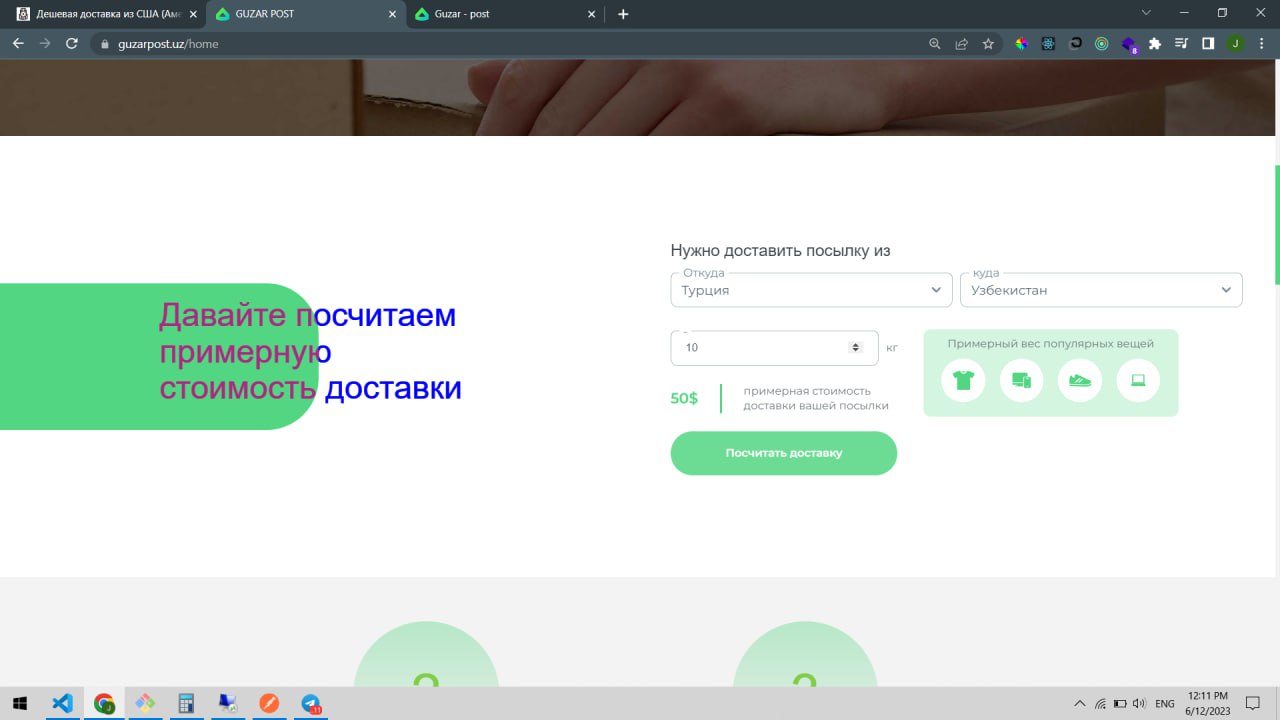 Дешевая доставка из США (Аме
GUZAR POST
Guzar - post
guzarpost.uz/home
J
8
Нужно доставить посылку из
Откуда
куда
Турция
Узбекистан
Давайте посчитаем
примерную
стоимость доставки
10
кг
Примерный вес популярных вещей
50$
примерная стоимость
доставки вашей посылки
Посчитать доставку
?
?
11
ENG
12:11 PM
6/12/2023